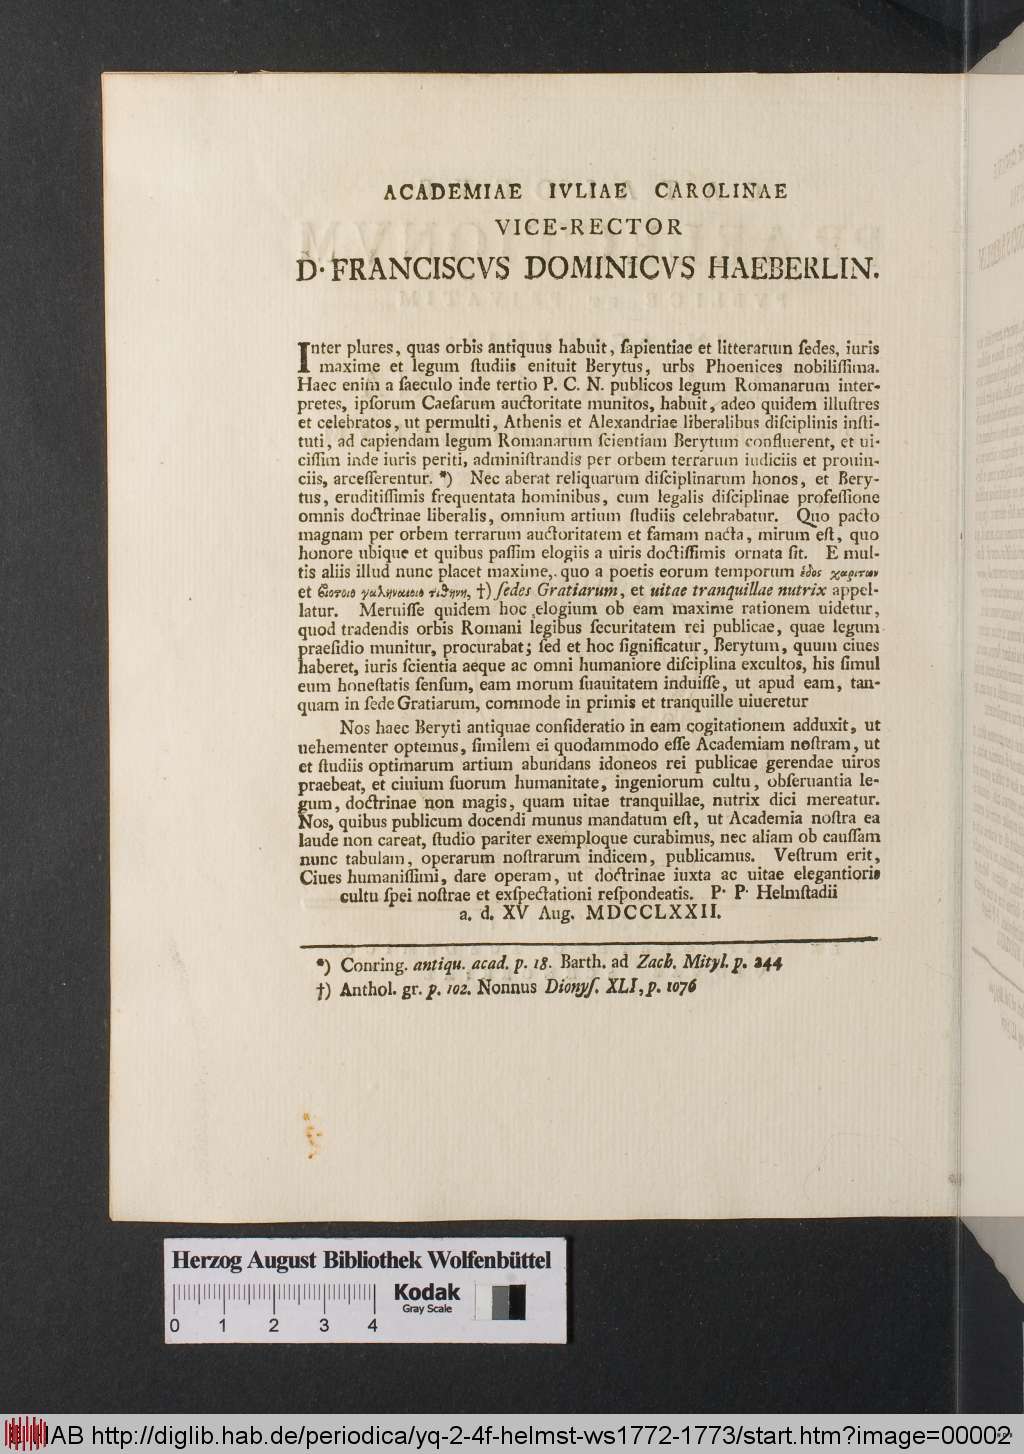 ACADEMIAE IVLIAE CAROLINAE
VICE-RECTOR
D. FRANCISCVS DOMINICVS HAEBERLIN.
Inter plures, quas orbis antiquus habuit, ſapientiae et litterarum ſedes, iuris
maxime et legum ſtudiis enituit Berytus, urbs Phoenices nobiliſſima.
Haec enim a ſaeculo inde tertio P. C. N. publicos legum Romanarum inter-
pretes, ipſorum Caeſarum auctoritate munitos, habuit, adeo quidem illuſtres
et celebratos, ut permulti, Athenis et Alexandriae liberalibus diſciplinis inſti-
tuti, ad capiendam legum Romanarum ſcientiam Berytum confluerent, et ui-
ciſſim inde iuris periti, adminiſtrandis per orbem terrarum iudiciis et prouin-
ciis, arceſſerentur. *) Nec aberat reliquarum diſciplinarum honos, et Bery-
tus, eruditiſſimis frequentata hominibus, cum legalis diſciplinae profeſſione
omnis doctrinae liberalis, omnium artium ſtudiis celebrabatur. Quo pacto
magnam per orbem terrarum auctoritatem et famam nacta, mirum eſt, quo
honore ubique et quibus paſſim elogiis a uiris doctiſſimis ornata ſit. E mul-
tis aliis illud nunc placet maxime, quo a poetis eorum temporum ἑδος χαριτων
et βιοτοιο γαληναιοιο τιθηνη, †) ſedes Gratiarum, et uitae tranquillae nutrix appel-
latur. Meruiſſe quidem hoc elogium ob eam maxime rationem uidetur,
quod tradendis orbis Romani legibus ſecuritatem rei publicae, quae legum
praeſidio munitur, procurabat; ſed et hoc ſignificatur, Berytum, quum ciues
haberet, iuris ſcientia aeque ac omni humaniore diſciplina excultos, his ſimul
eum honeſtatis ſenſum, eam morum ſuauitatem induiſſe, ut apud eam, tan-
quam in ſede Gratiarum, commode in primis et tranquille uiueretur
Nos haec Beryti antiquae conſideratio in eam cogitationem adduxit, ut
uehementer optemus, ſimilem ei quodammodo eſſe Academiam noſtram, ut
et ſtudiis optimarum artium abundans idoneos rei publicae gerendae uiros
praebeat, et ciuium ſuorum humanitate, ingeniorum cultu, obſeruantia le-
gum, doctrinae non magis, quam uitae tranquillae, nutrix dici mereatur.
Nos, quibus publicum docendi munus mandatum eſt, ut Academia noſtra ea
laude non careat, ſtudio pariter exemploque curabimus, nec aliam ob cauſſam
nunc tabulam, operarum noſtrarum indicem, publicamus. Veſtrum erit,
Ciues humaniſſimi, dare operam, ut doctrinae iuxta ac uitae elegantioris
cultu ſpei noſtrae et exſpectationi reſpondeatis. P. P. Helmſtadii
a. d. XV Aug. MDCCLXXII.
*) Conring. antiqu. acad. p. 18. Barth. ad Zach. Mityl. p. 244
†) Anthol. gr. p. 102. Nonnus Dionyſ. XLI, p. 1076
Herzog August Bibliothek Wolfenbüttel
Kodak
Gray Scale
0 1 2 3 4
HAB http://diglib.hab.de/periodica/yq-2-4f-helmst-ws1772-1773/start.htm?image=00002